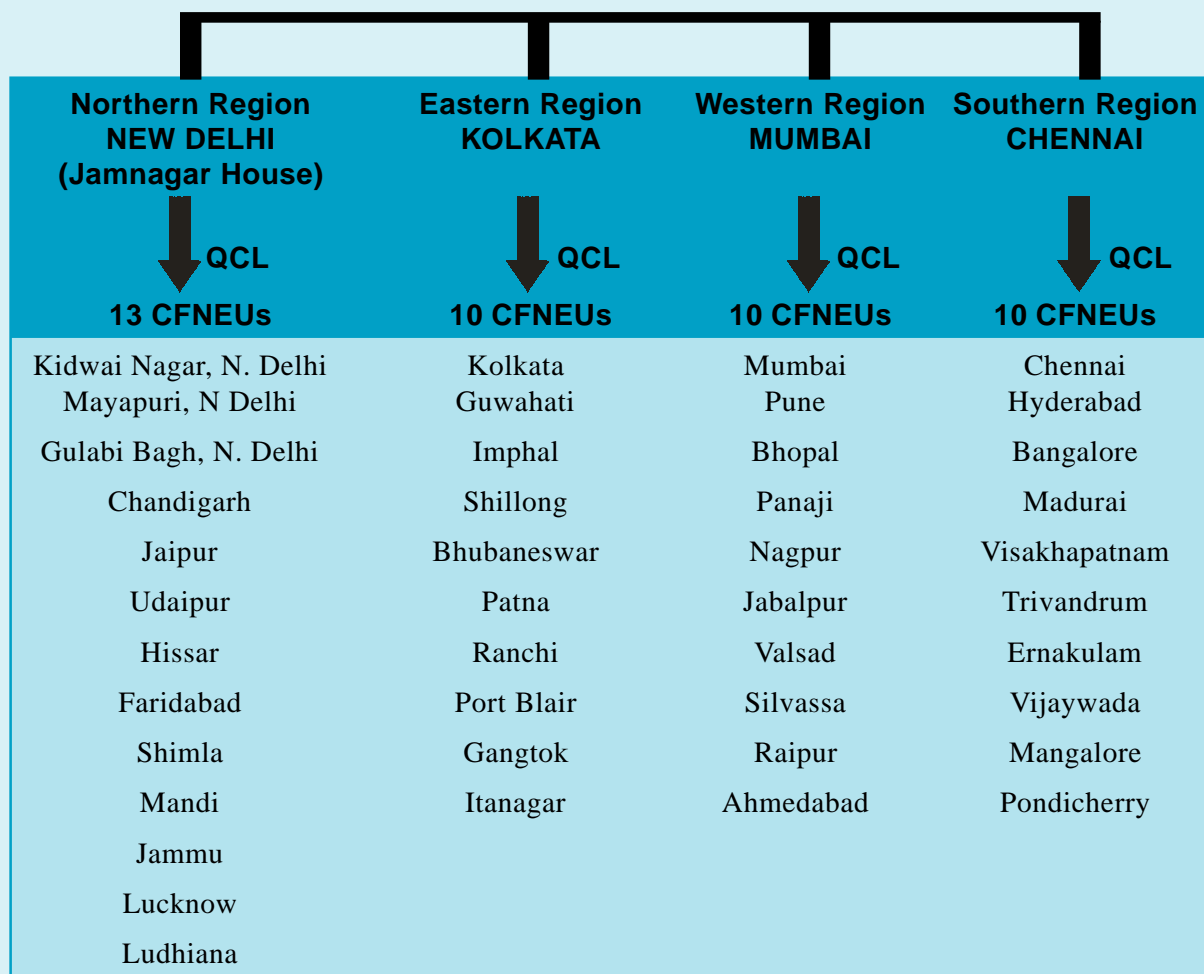 Northern Region
NEW DELHI
(Jamnagar House)
QCL
13 CFNEUs
Kidwai Nagar, N. Delhi
Mayapuri, N Delhi
Gulabi Bagh, N. Delhi
Chandigarh
Jaipur
Udaipur
Hissar
Faridabad
Shimla
Mandi
Jammu
Lucknow
Ludhiana
Eastern Region
KOLKATA
QCL
10 CFNEUs
Kolkata
Guwahati
Imphal
Shillong
Bhubaneswar
Patna
Ranchi
Port Blair
Gangtok
Itanagar
Western Region
MUMBAI
QCL
10 CFNEUs
Mumbai
Pune
Bhopal
Panaji
Nagpur
Jabalpur
Valsad
Silvassa
Raipur
Ahmedabad
Southern Region
CHENNAI
QCL
10 CFNEUs
Chennai
Hyderabad
Bangalore
Madurai
Visakhapatnam
Trivandrum
Ernakulam
Vijaywada
Mangalore
Pondicherry